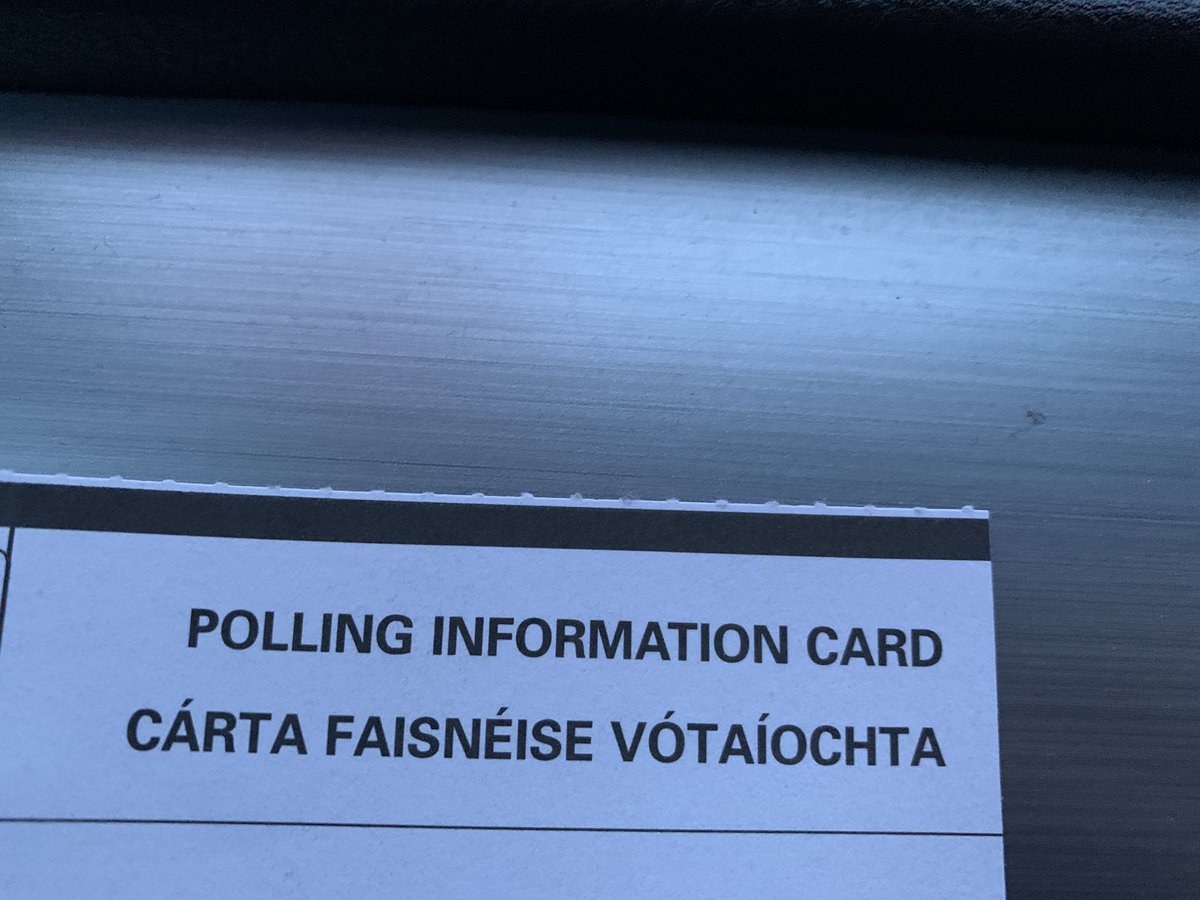 POLLING INFORMATION CARD
CÁRTA FAISNÉISE VÓTAÍOCHTA